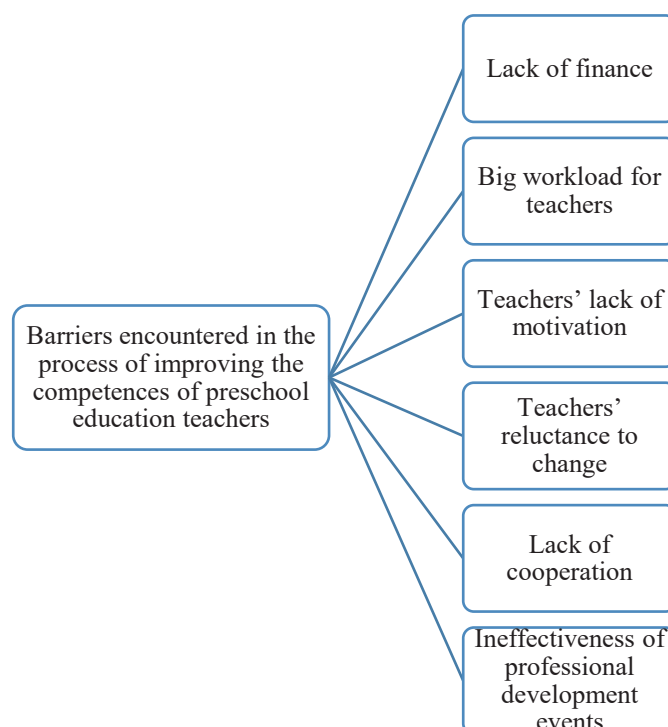 Barriers encountered in the
process of improving the
competences of preschool
education teachers
Lack of finance
Big workload for
teachers
Teachers’ lack of
motivation
Teachers’
reluctance to
change
Lack of
cooperation
Ineffectiveness of
professional
development
events